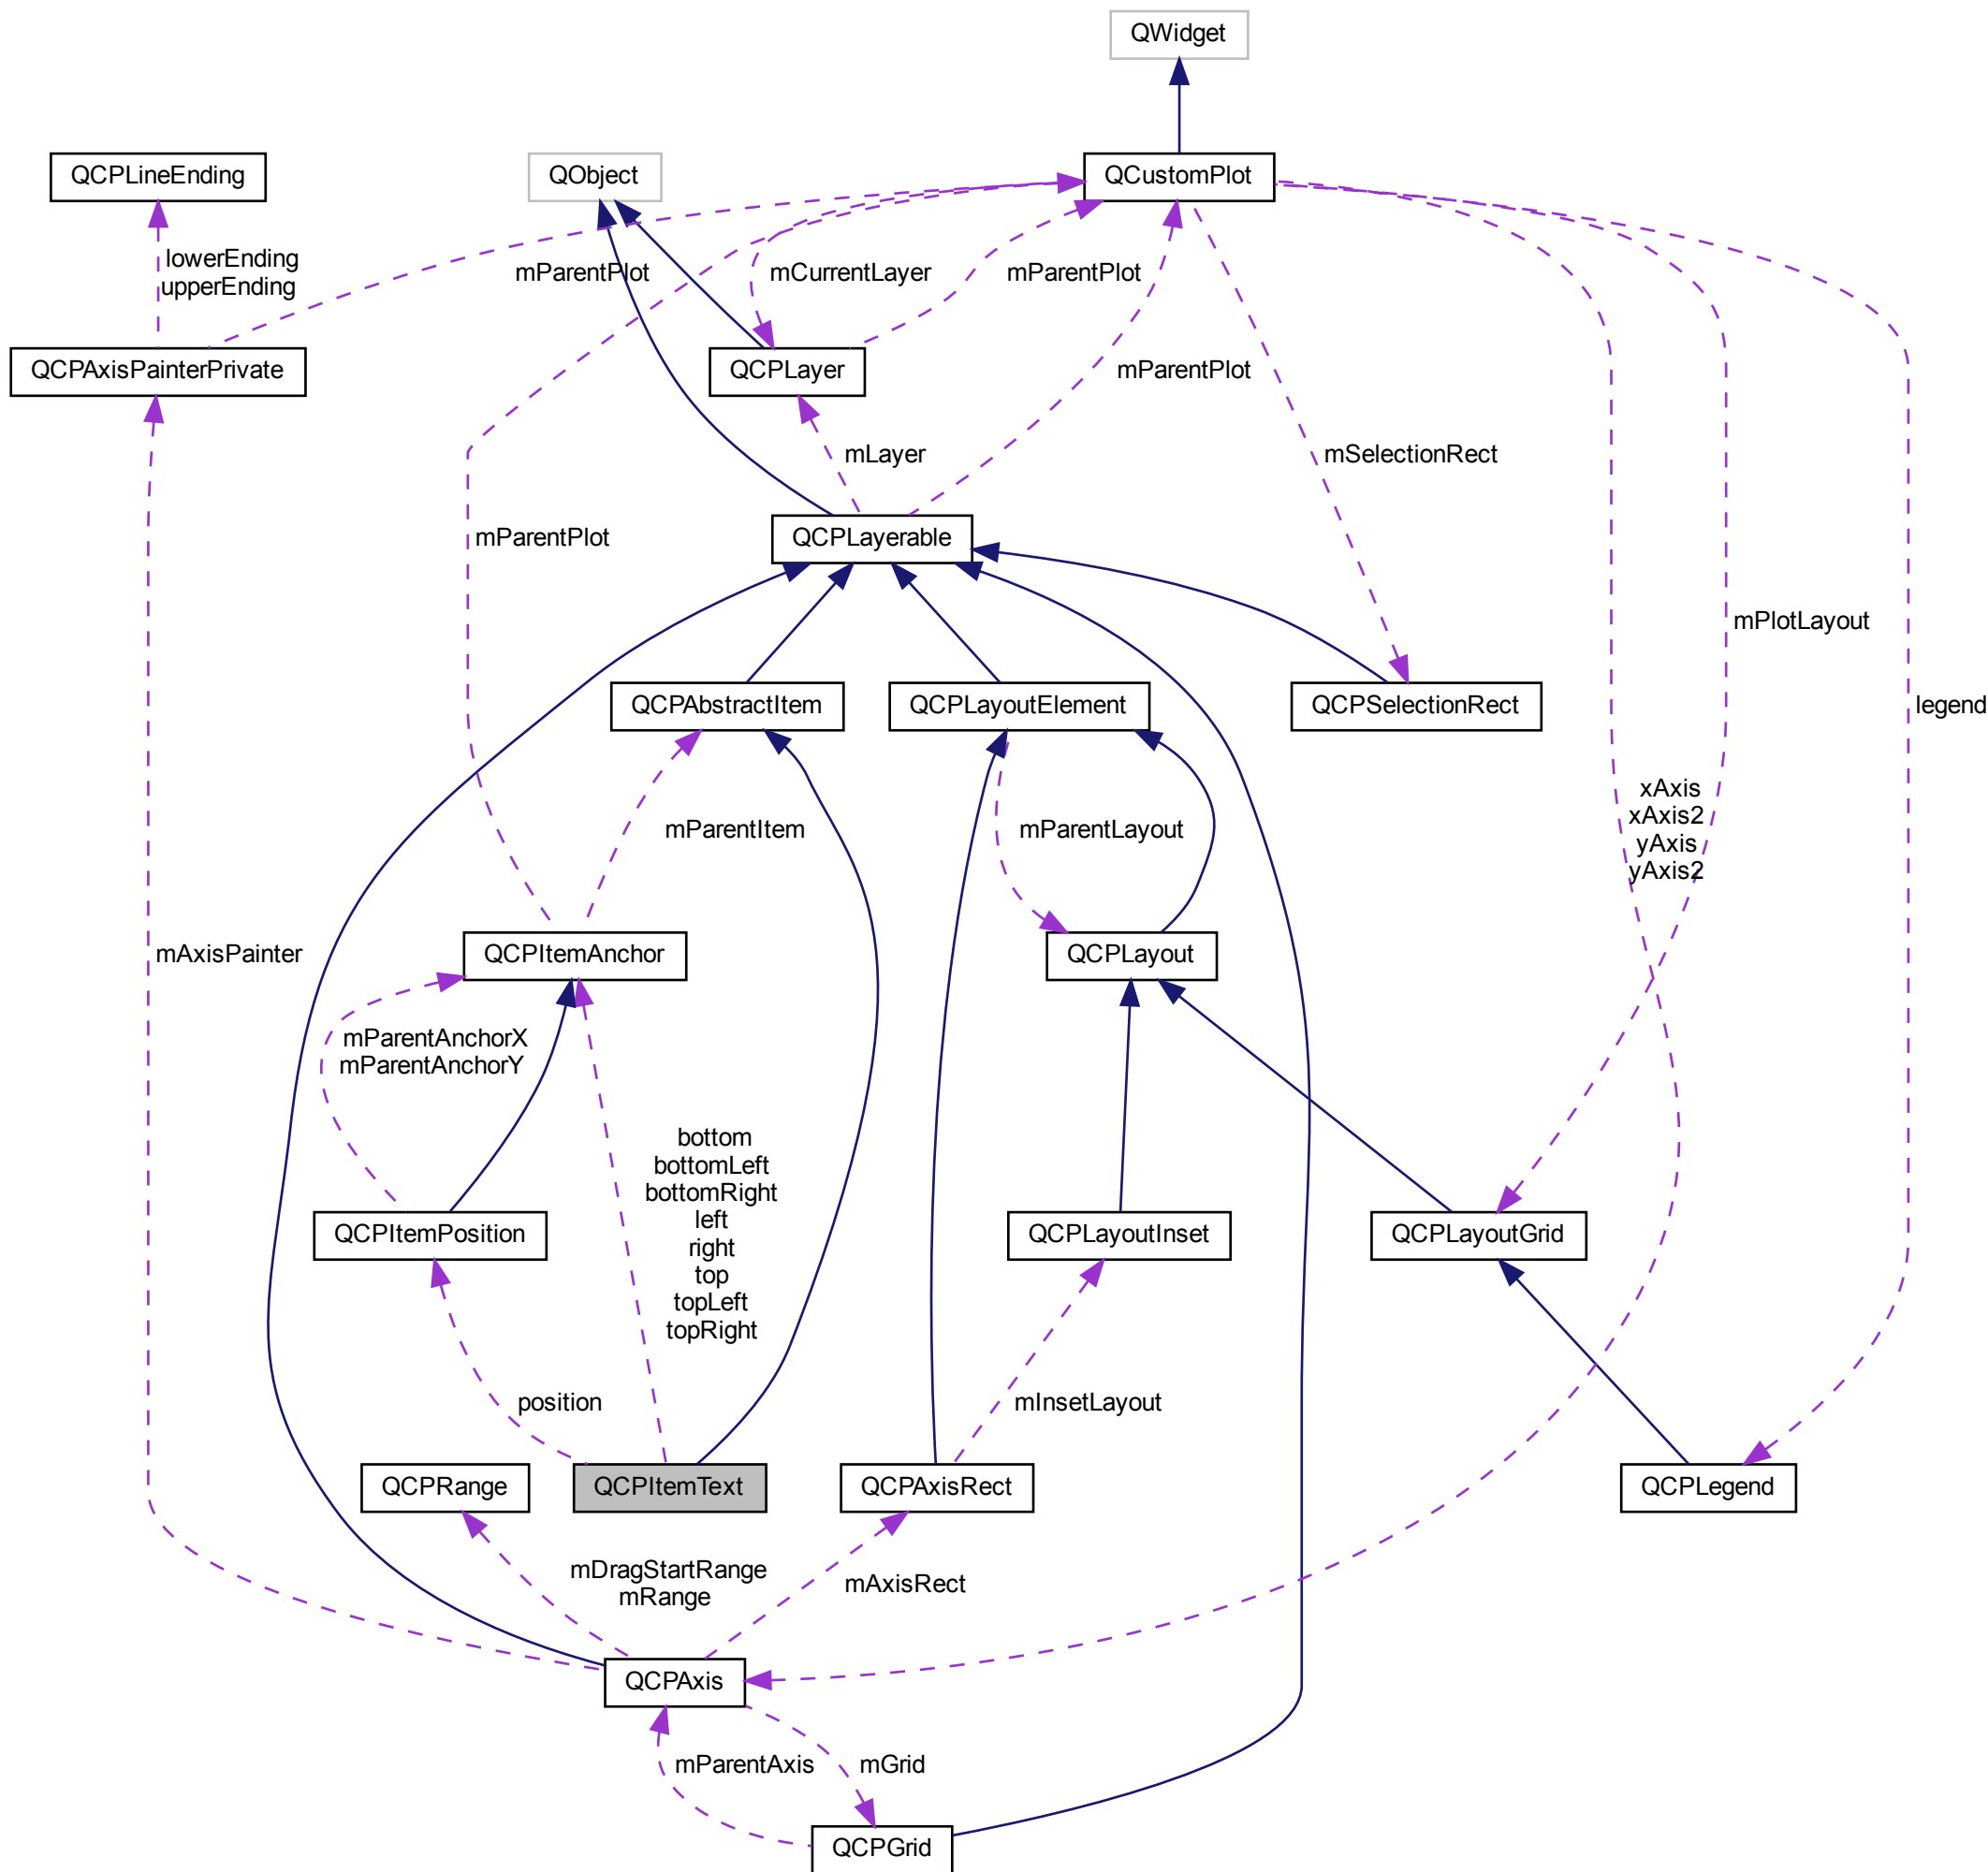 QWidget
QCPLineEnding
QObject
QCustomPlot
lowerEnding
upperEnding
mParentPlot
mCurrentLayer
mParentPlot
QCPAxisPainterPrivate
QCPLayer
mParentPlot
mLayer
mSelectionRect
mParentPlot
QCPLayerable
mPlotLayout
QCPAbstractItem
QCPLayoutElement
QCPSelectionRect
legend
xAxis
xAxis2
yAxis
yAxis2
mParentItem
mParentLayout
mAxisPainter
QCPItemAnchor
QCPLayout
mParentAnchorX
mParentAnchorY
bottom
bottomLeft
bottomRight
left
right
top
topLeft
topRight
QCPItemPosition
QCPLayoutInset
QCPLayoutGrid
position
mInsetLayout
QCPRange
QCPItemText
QCPAxisRect
QCPLegend
mDragStartRange
mRange
mAxisRect
QCPAxis
mParentAxis
mGrid
QCPGrid